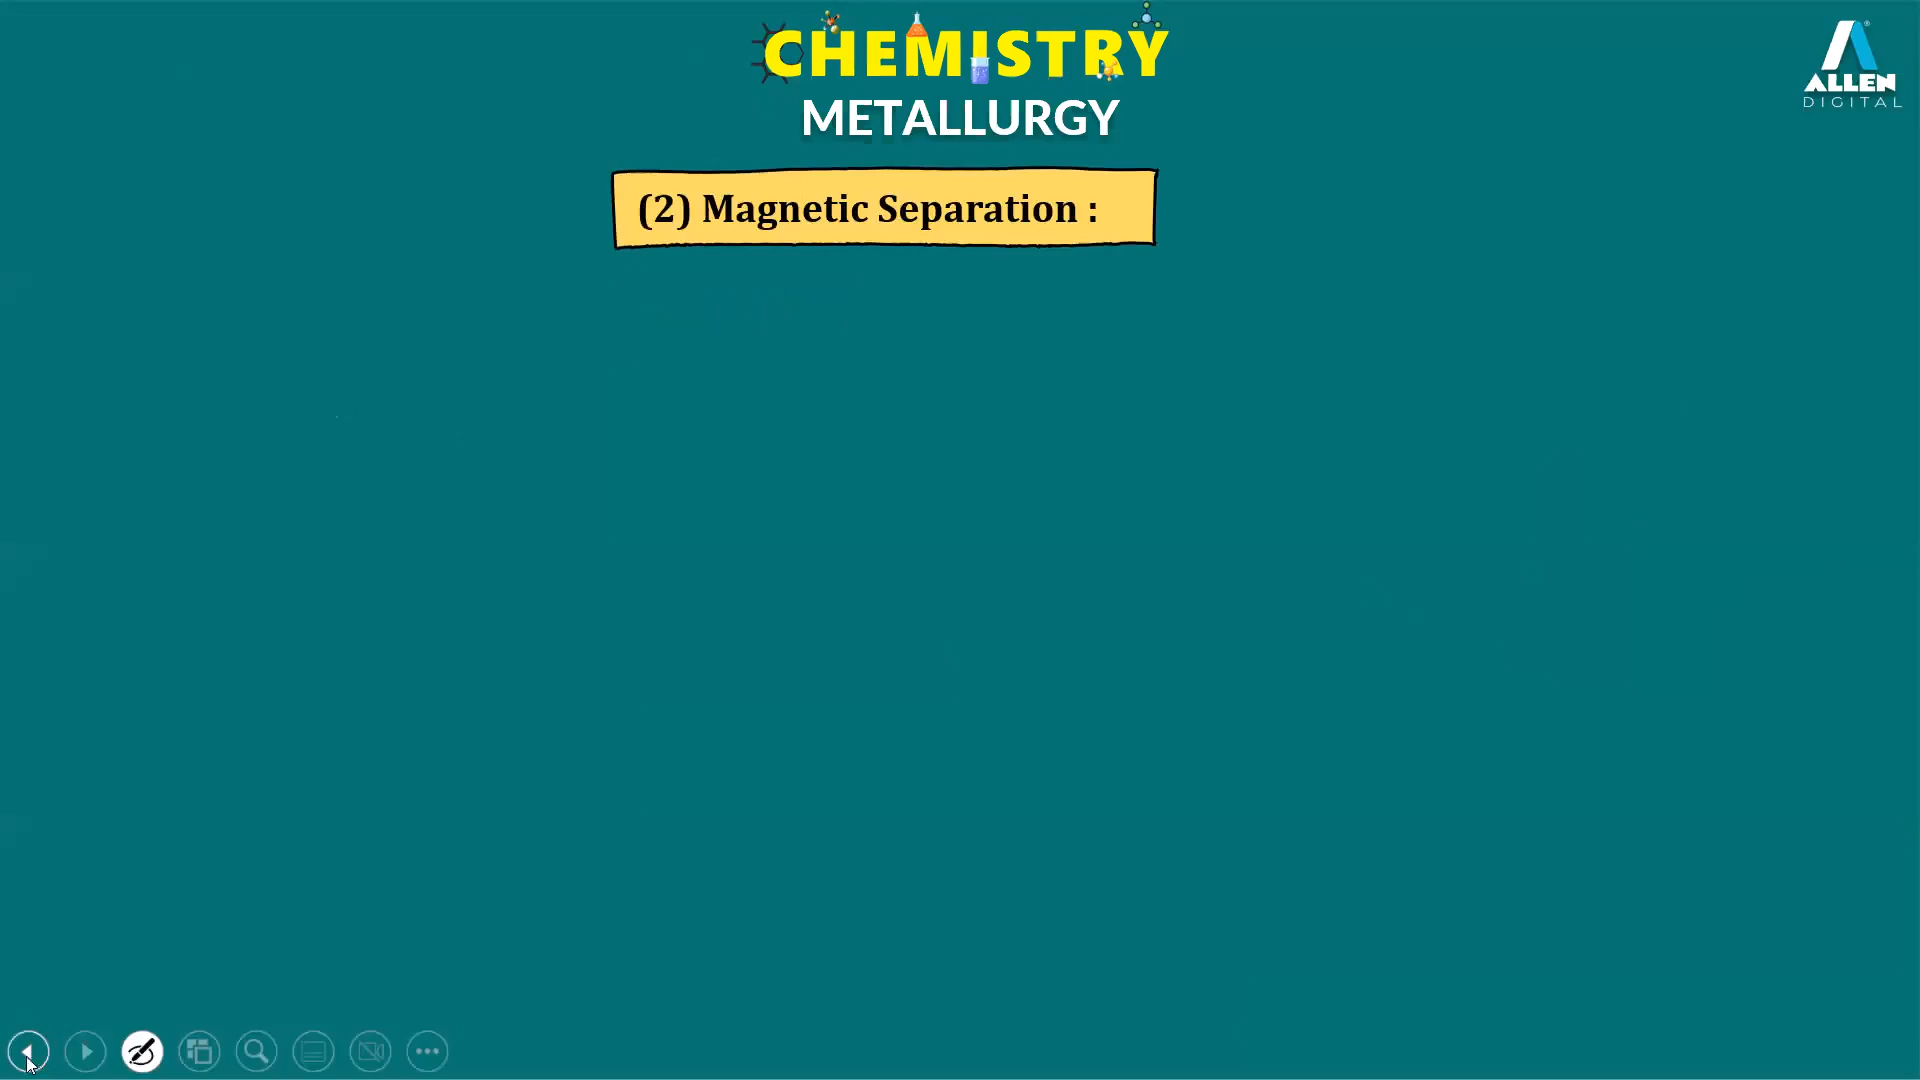 CHEMISTRY
METALLURGY
ALLEN
DIGITAL
(2) Magnetic Separation :